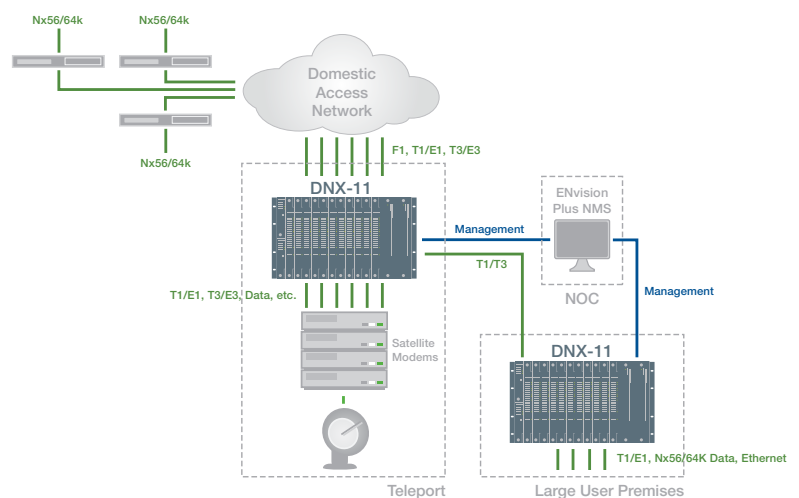 Nx56/64k
Nx56/64k
Nx56/64k
Domestic
Access
Network
F1, T1/E1, T3/E3
DNX-11
ENvision
Plus NMS
Management
T1/T3
NOC
Management
T1/E1, T3/E3, Data, etc.
Satellite
Modems
DNX-11
T1/E1, Nx56/64K Data, Ethernet
Teleport
Large User Premises